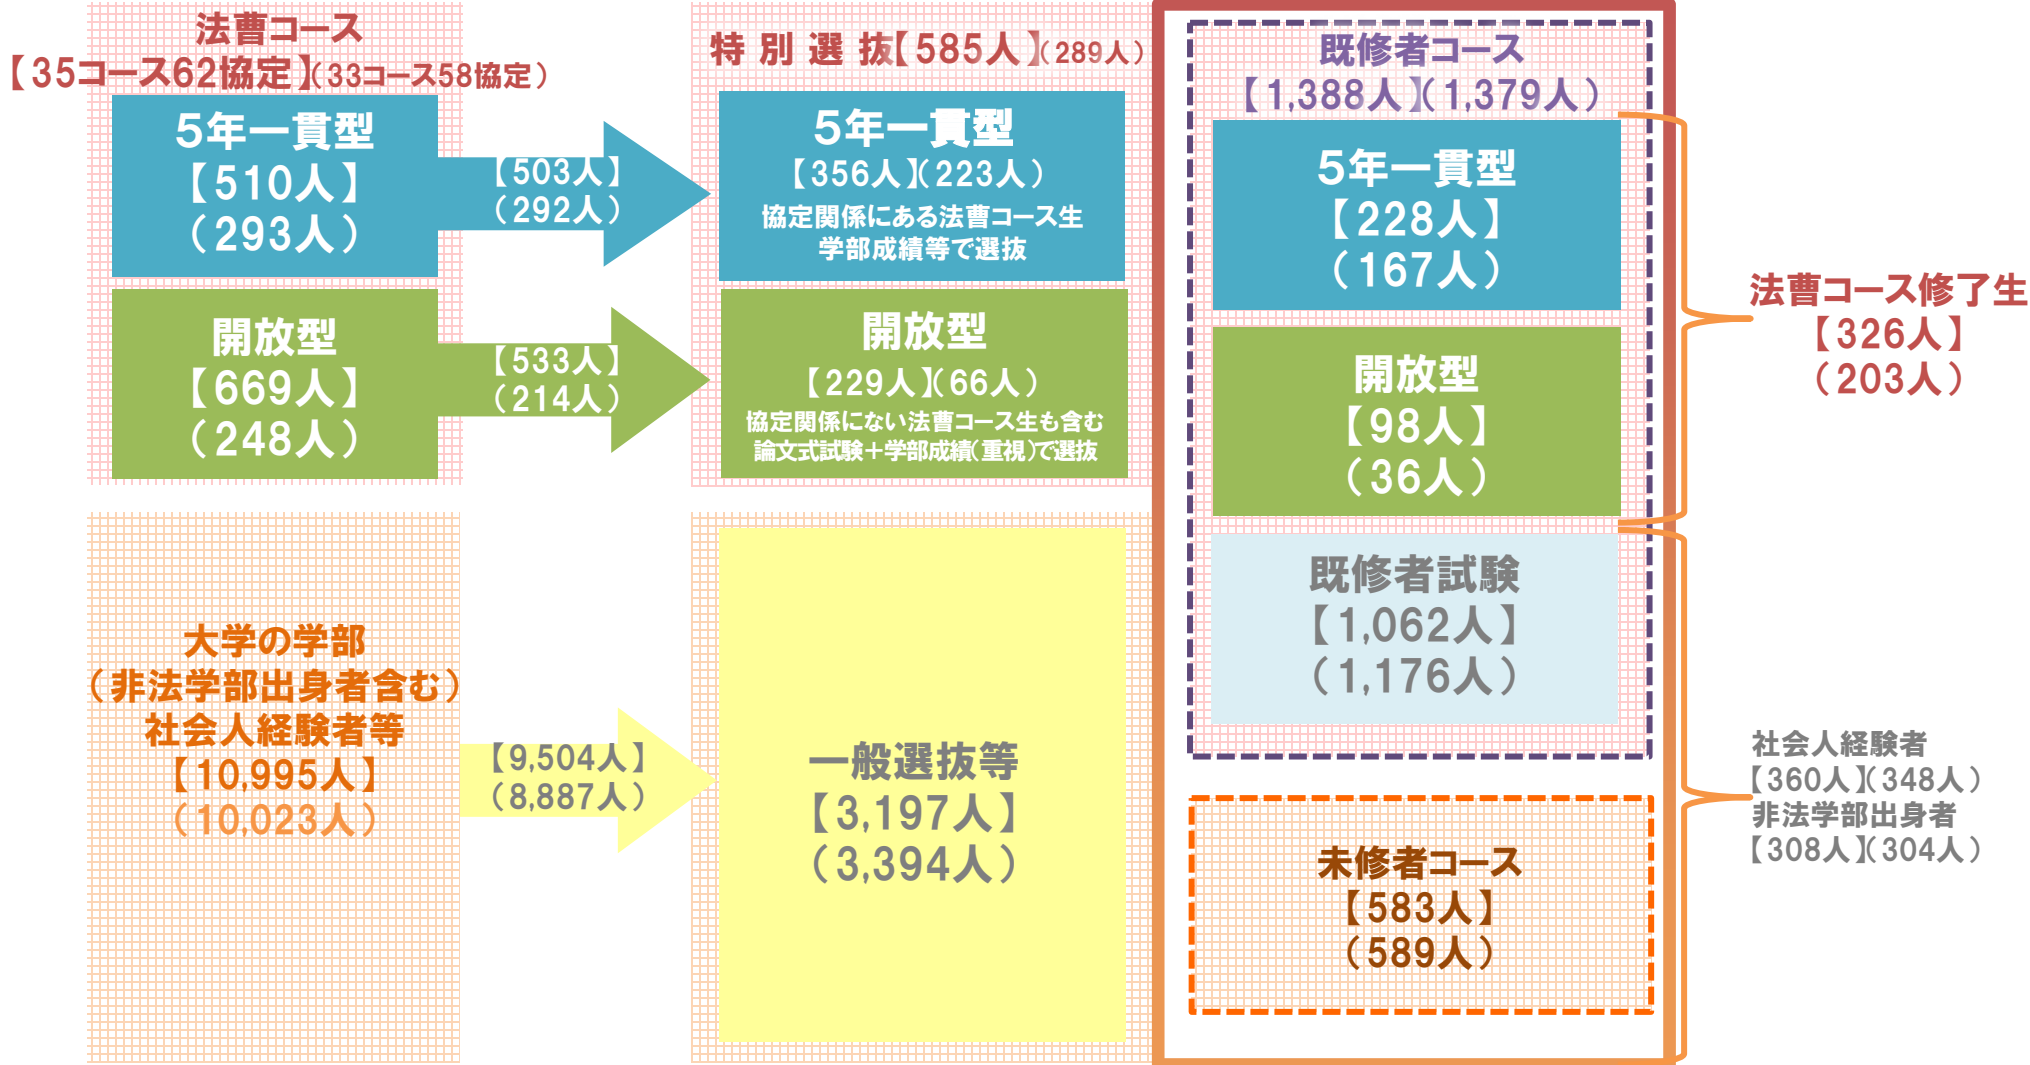 法曹コース
【35コース62協定】(33コース58協定)
5年一貫型
【510人】
(293人)
開放型
【669人】
(248人)
【503人】
(292人)
【533人】
(214人)
特別選抜【585人】(289人)
5年一貫型
【356人】(223人)
協定関係にある法曹コース生
学部成績等で選抜
開放型
【229人】(66人)
協定関係にない法曹コース生も含む
論文式試験+学部成績(重視)で選抜
大学の学部
(非法学部出身者含む)
社会人経験者等
【10,995人】
(10,023人)
【9,504人】
(8,887人)
一般選抜等
【3,197人】
(3,394人)
既修者コース
【1,388人】(1,379人)
5年一貫型
【228人】
(167人)
開放型
【98人】
(36人)
既修者試験
【1,062人】
(1,176人)
未修者コース
【583人】
(589人)
法曹コース修了生
【326人】
(203人)
社会人経験者
【360人】(348人)
非法学部出身者
【308人】(304人)